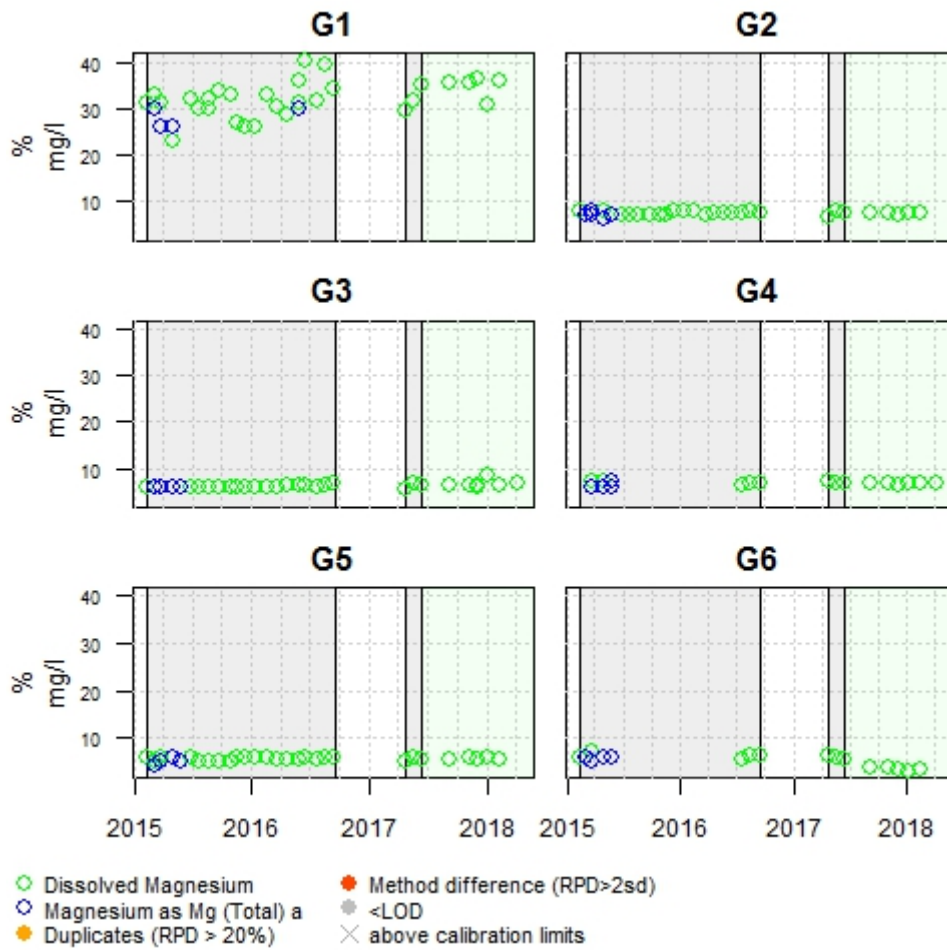 G1
G2
40
30
20
10
%
mg/l
G3
G4
40
30
20
10
%
mg/l
G5
G6
40
30
20
10
%
mg/l
2015
2016
2017
2018
2015
2016
2017
2018
Dissolved Magnesium
Magnesium as Mg (Total) a
Duplicates (RPD > 20%)
Method difference (RPD>2sd)
<LOD
above calibration limits